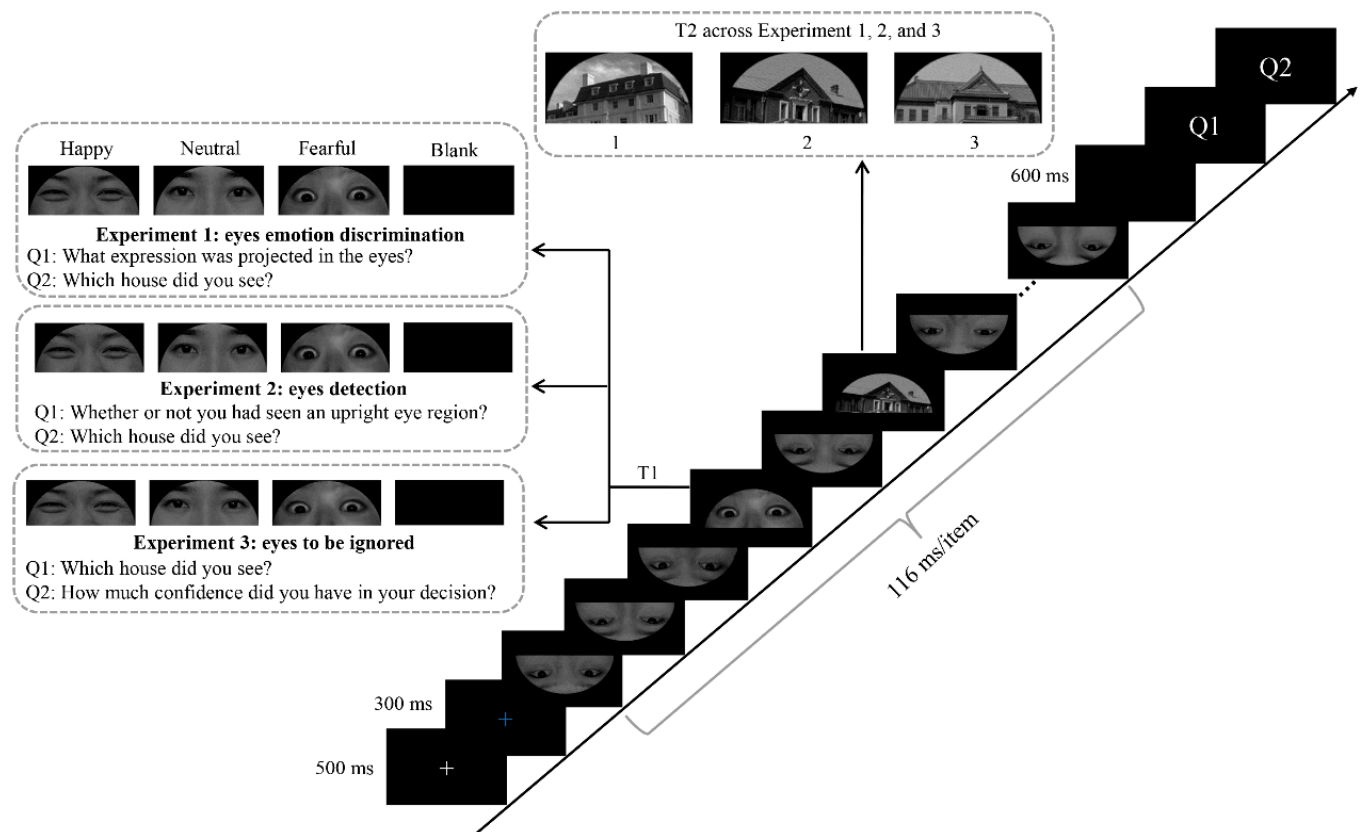 T2 across Experiment 1, 2, and 3
1 2 3
Happy Neutral Fearful Blank
Experiment 1: eyes emotion discrimination
Q1: What expression was projected in the eyes?
Q2: Which house did you see?
Experiment 2: eyes detection
Q1: Whether or not you had seen an upright eye region?
Q2: Which house did you see?
Experiment 3: eyes to be ignored
Q1: Which house did you see?
Q2: How much confidence did you have in your decision?
T1
Q2
Q1
600 ms
116 ms/item
300 ms
500 ms